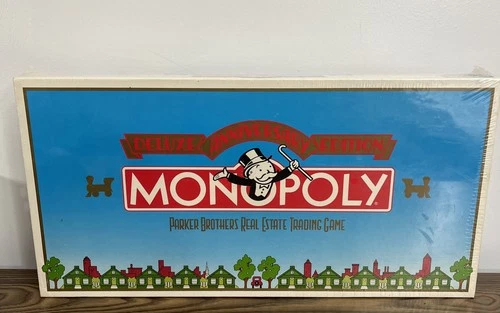 DELUXE ANNIVERSARY EDITION
MONOPOLY
PARKER BROTHERS REAL ESTATE TRADING GAME